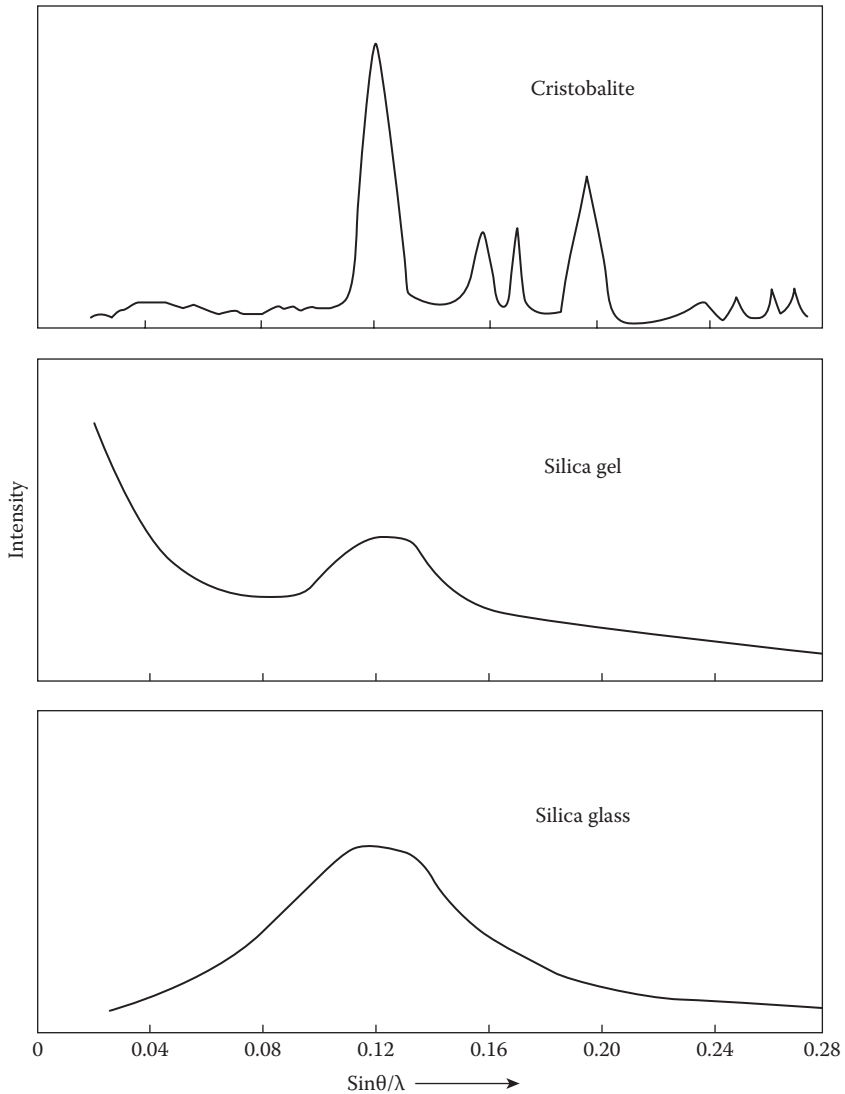 Cristobalite
Silica gel
Intensity
Silica glass
0 0.04 0.08 0.12 0.16 0.20 0.24 0.28
Sinθ/λ